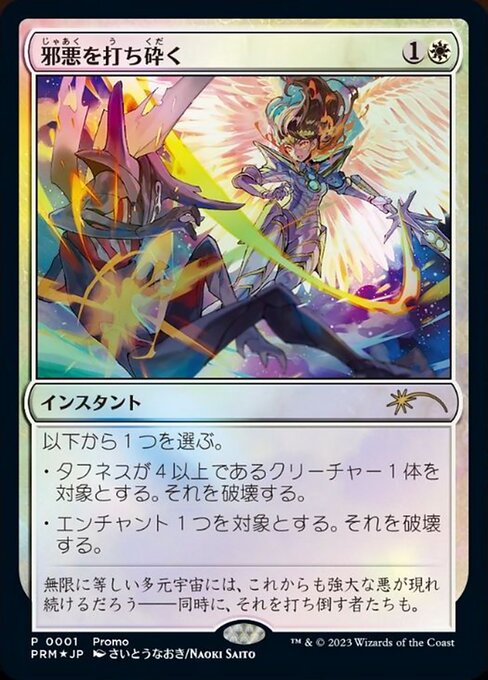 じゃあく う くだ
邪悪を打ち砕く 1
インスタント
以下から1つを選ぶ。
・タフネスが4以上であるクリーチャー1体を
対象とする。それを破壊する。
・エンチャント1つを対象とする。それを破壊
する。
無限に等しい多元宇宙には、これからも強大な悪が現れ
続けるだろう――同時に、それを打ち倒す者たちも。
P 0001 Promo
PRM★JP さいとうなおき/Naoki Saito
™ & © 2023 Wizards of the Coast